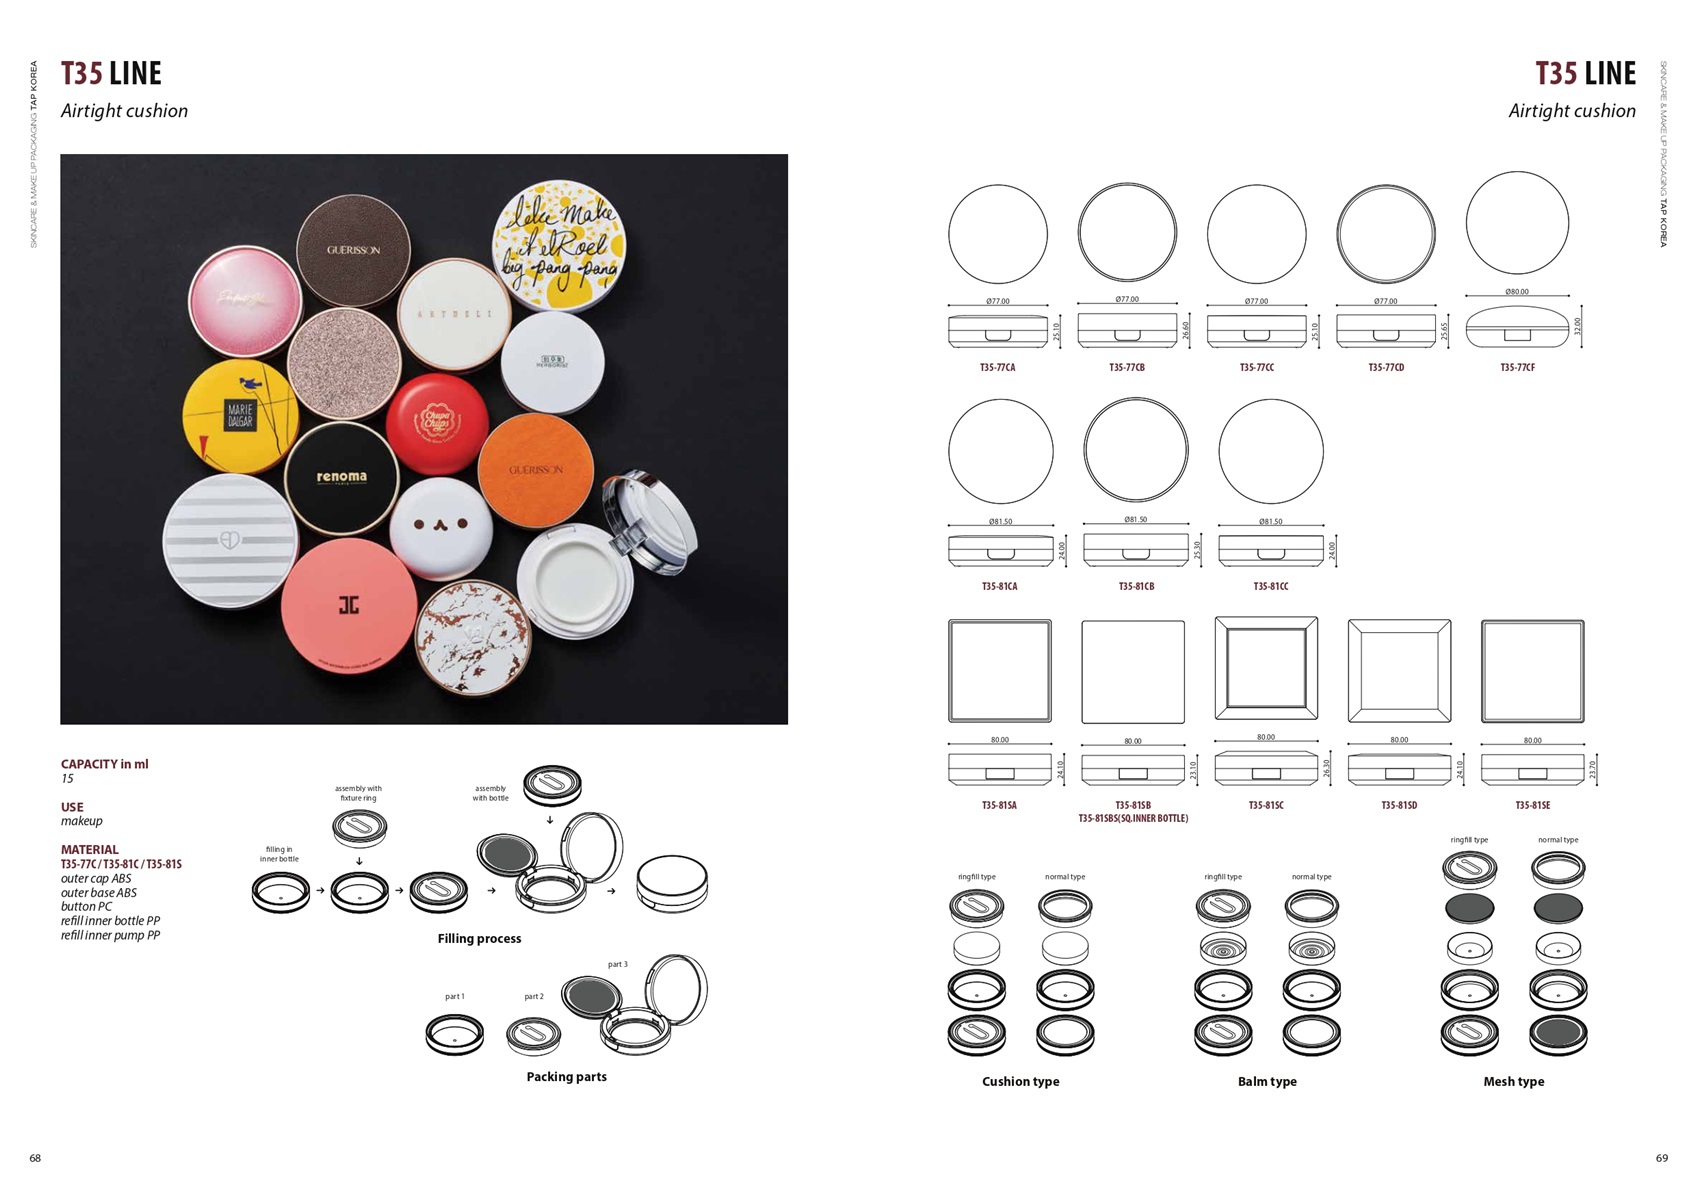 SKINCARE & MAKE UP PACKAGING TAP KOREA
T35 LINE
Airtight cushion
GUERISSON
like Make
it elRoel
big pang pang
ARTDELI
MARIE
DALGAR
Chupa
Chups
GUERISSON
renoma
PARIS
CAPACITY in ml
15
USE
makeup
MATERIAL
T35-77C / T35-81C / T35-81S
outer cap ABS
outer base ABS
button PC
refill inner bottle PP
refill inner pump PP
filling in
inner bottle
assembly with
fixture ring
assembly
with bottle
Filling process
part 1
part 2
part 3
Packing parts
68
T35 LINE
Airtight cushion
SKINCARE & MAKE UP PACKAGING TAP KOREA
Ø77.00 25.10
Ø77.00 26.60
Ø77.00 25.10
Ø77.00 25.65
Ø80.00 32.00
T35-77CA T35-77CB T35-77CC T35-77CD T35-77CF
Ø81.50 24.00
Ø81.50 25.30
Ø81.50 24.00
T35-81CA T35-81CB T35-81CC
80.00 24.10
80.00 23.10
80.00 26.30
80.00 24.10
80.00 23.70
T35-81SA T35-81SB T35-81SC T35-81SD T35-81SE
T35-81SBS(SQ.INNER BOTTLE)
ringfill type normal type
Cushion type
ringfill type normal type
Balm type
ringfill type normal type
Mesh type
69